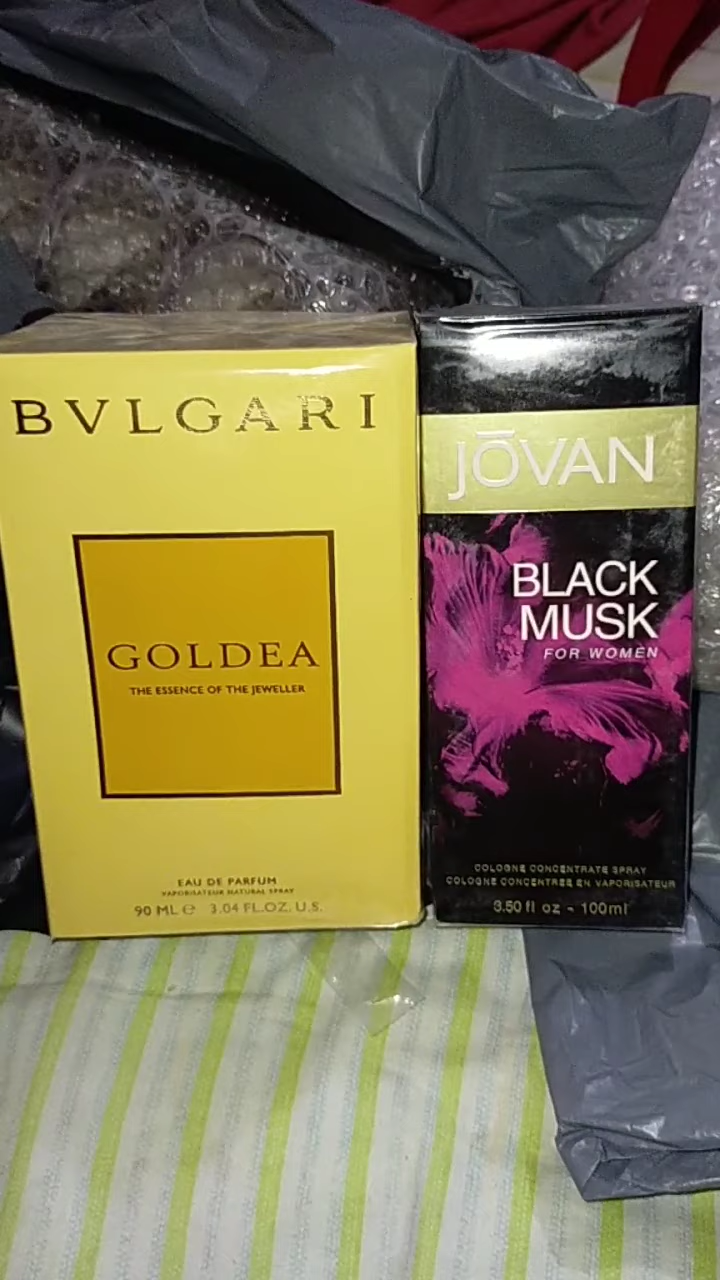 BVLGARI
GOLDEA
THE ESSENCE OF THE JEWELLER
EAU DE PARFUM
VAPORISATEUR NATURAL SPRAY
90 ML e 3.04 FL.OZ. U.S.
JŌVAN
BLACK
MUSK
FOR WOMEN
COLOGNE CONCENTRATE SPRAY
COLOGNE CONCENTREE EN VAPORISATEUR
3.50 fl oz - 100ml